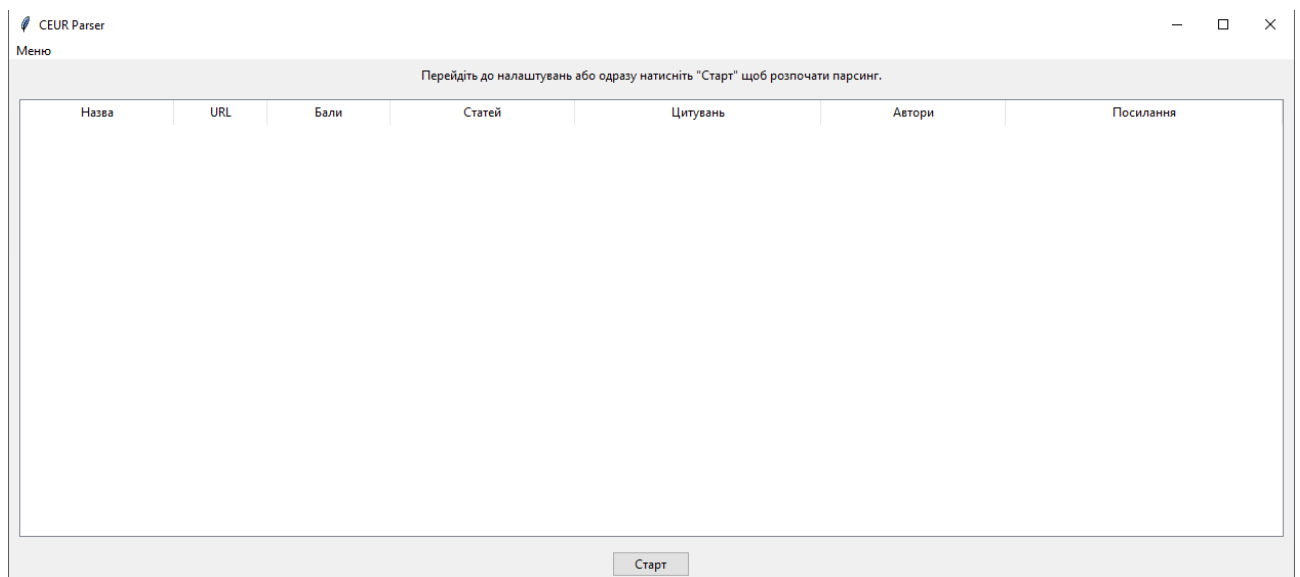 CEUR Parser
Меню
Перейдіть до налаштувань або одразу натисніть "Старт" щоб розпочати парсинг.
Назва URL Бали Статей Цитувань Автори Посилання
Старт